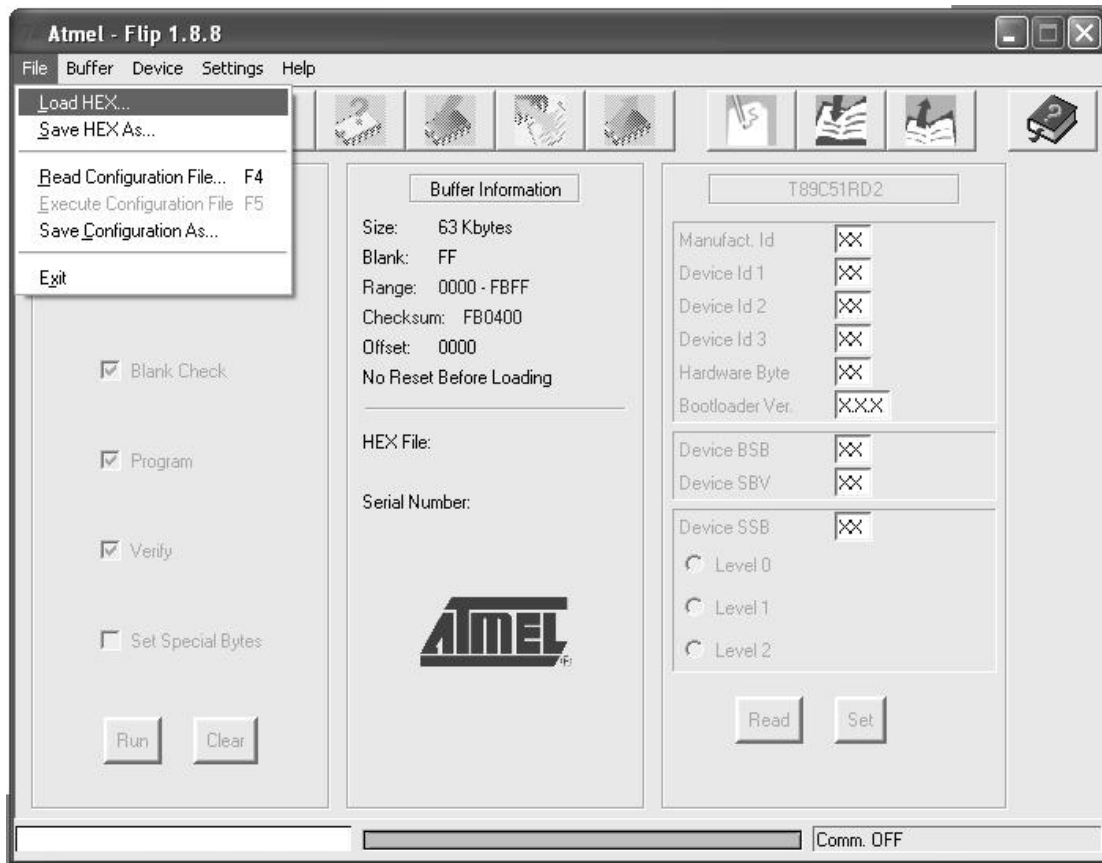 Atmel - Flip 1.8.8
File Buffer Device Settings Help
Load HEX...
Save HEX As...
Read Configuration File... F4
Execute Configuration File F5
Save Configuration As...
Exit
Blank Check
Program
Verify
Set Special Bytes
Run Clear
Buffer Information
Size: 63 Kbytes
Blank: FF
Range: 0000 - FBFF
Checksum: FB0400
Offset: 0000
No Reset Before Loading
HEX File:
Serial Number:
ATMEL ®
T89C51RD2
Manufact. Id XX
Device Id 1 XX
Device Id 2 XX
Device Id 3 XX
Hardware Byte XX
Bootloader Ver. X.X.X
Device BSB XX
Device SBV XX
Device SSB XX
Level 0
Level 1
Level 2
Read Set
Comm. OFF